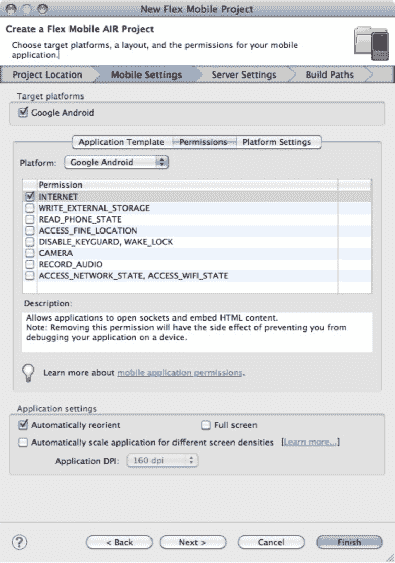 New Flex Mobile Project
Create a Flex Mobile AIR Project
Choose target platforms, a layout, and the permissions for your mobile
application.
Project Location Mobile Settings Server Settings Build Paths
Target platforms
Google Android
Application Template Permissions Platform Settings
Platform: Google Android
Permission
INTERNET
WRITE_EXTERNAL_STORAGE
READ_PHONE_STATE
ACCESS_FINE_LOCATION
DISABLE_KEYGUARD, WAKE_LOCK
CAMERA
RECORD_AUDIO
ACCESS_NETWORK_STATE, ACCESS_WIFI_STATE
Description:
Allows applications to open sockets and embed HTML content.
Note: Removing this permission will have the side effect of preventing you from
debugging your application on a device.
Learn more about mobile application permissions.
Application settings
Automatically reorient Full screen
Automatically scale application for different screen densities [Learn more...]
Application DPI: 160 dpi
? < Back Next > Cancel Finish